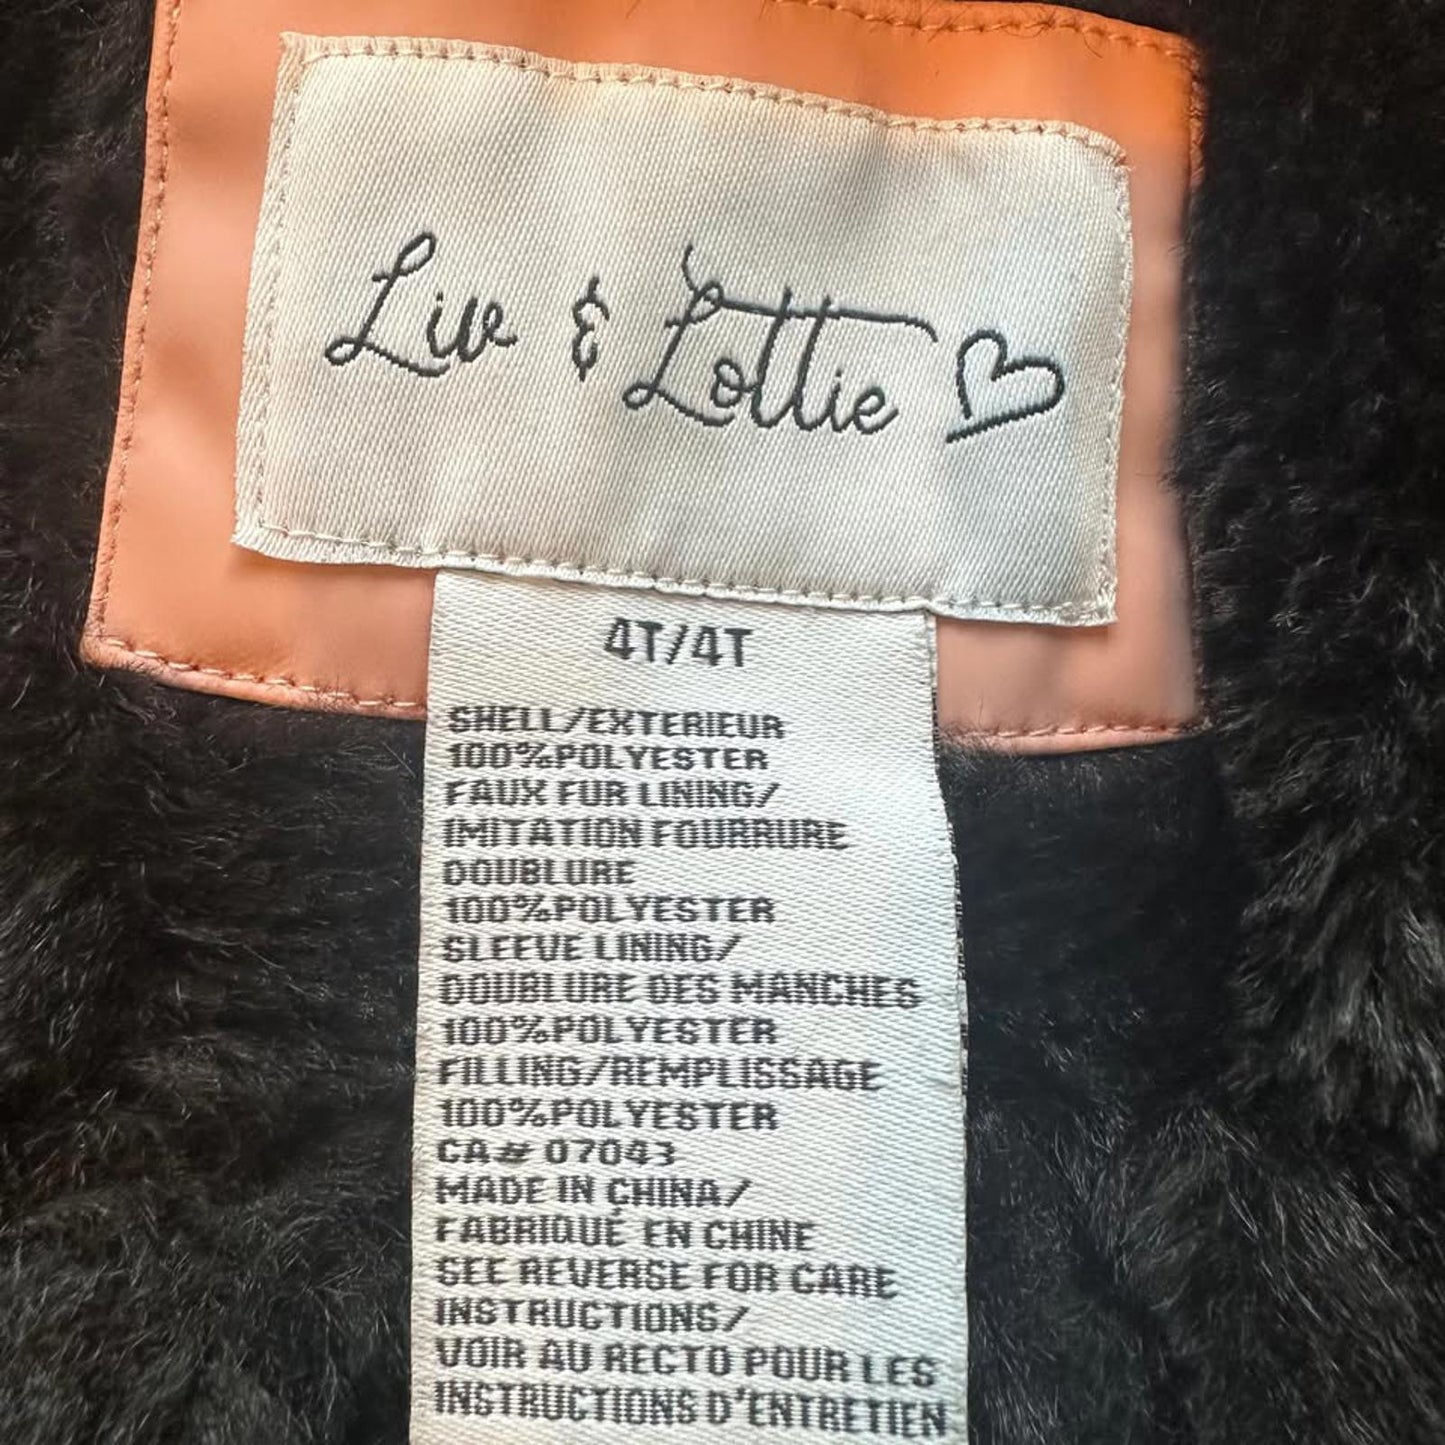 Liv & Lottie
4T/4T
SHELL/EXTERIEUR
100%POLYESTER
FAUX FUR LINING/
IMITATION FOURRURE
DOUBLURE
100%POLYESTER
SLEEVE LINING/
DOUBLURE DES MANCHES
100%POLYESTER
FILLING/REMPLISSAGE
100%POLYESTER
CA# 07043
MADE IN CHINA/
FABRIQUÉ EN CHINE
SEE REVERSE FOR CARE
INSTRUCTIONS/
VOIR AU RECTO POUR LES
INSTRUCTIONS D'ENTRETIEN